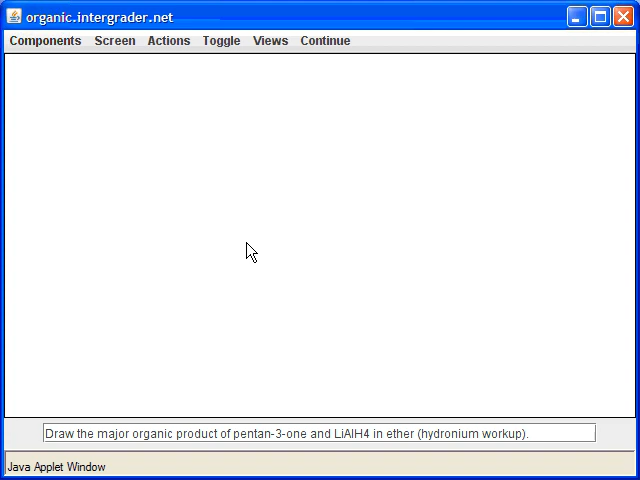 organic.intergrader.net
Components Screen Actions Toggle Views Continue
Draw the major organic product of pentan-3-one and LiAlH4 in ether (hydronium workup).
Java Applet Window